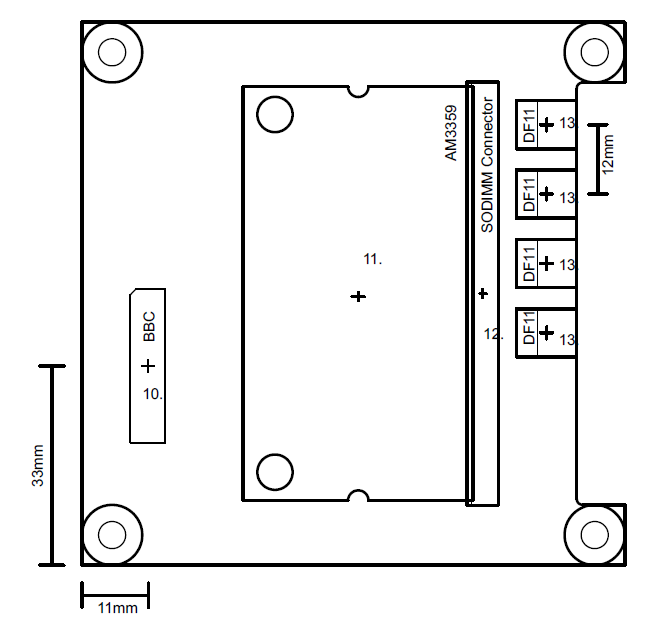 AM3359
SODIMM Connector
DF11
13
12mm
DF11
13
11.
DF11
13
BBC
12.
DF11
13
10.
33mm
11mm